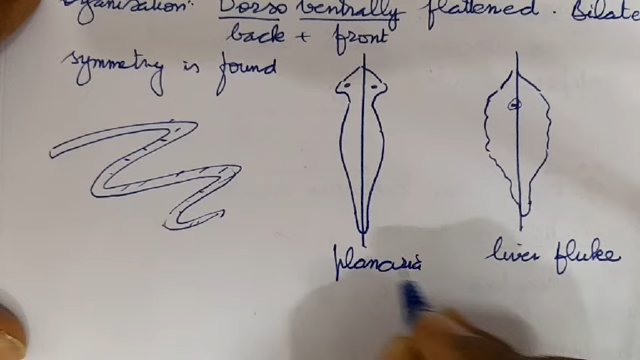 organisation. Dorso ventrally flattened. Bilate
back + front
symmetry is found
planaria
liver fluke